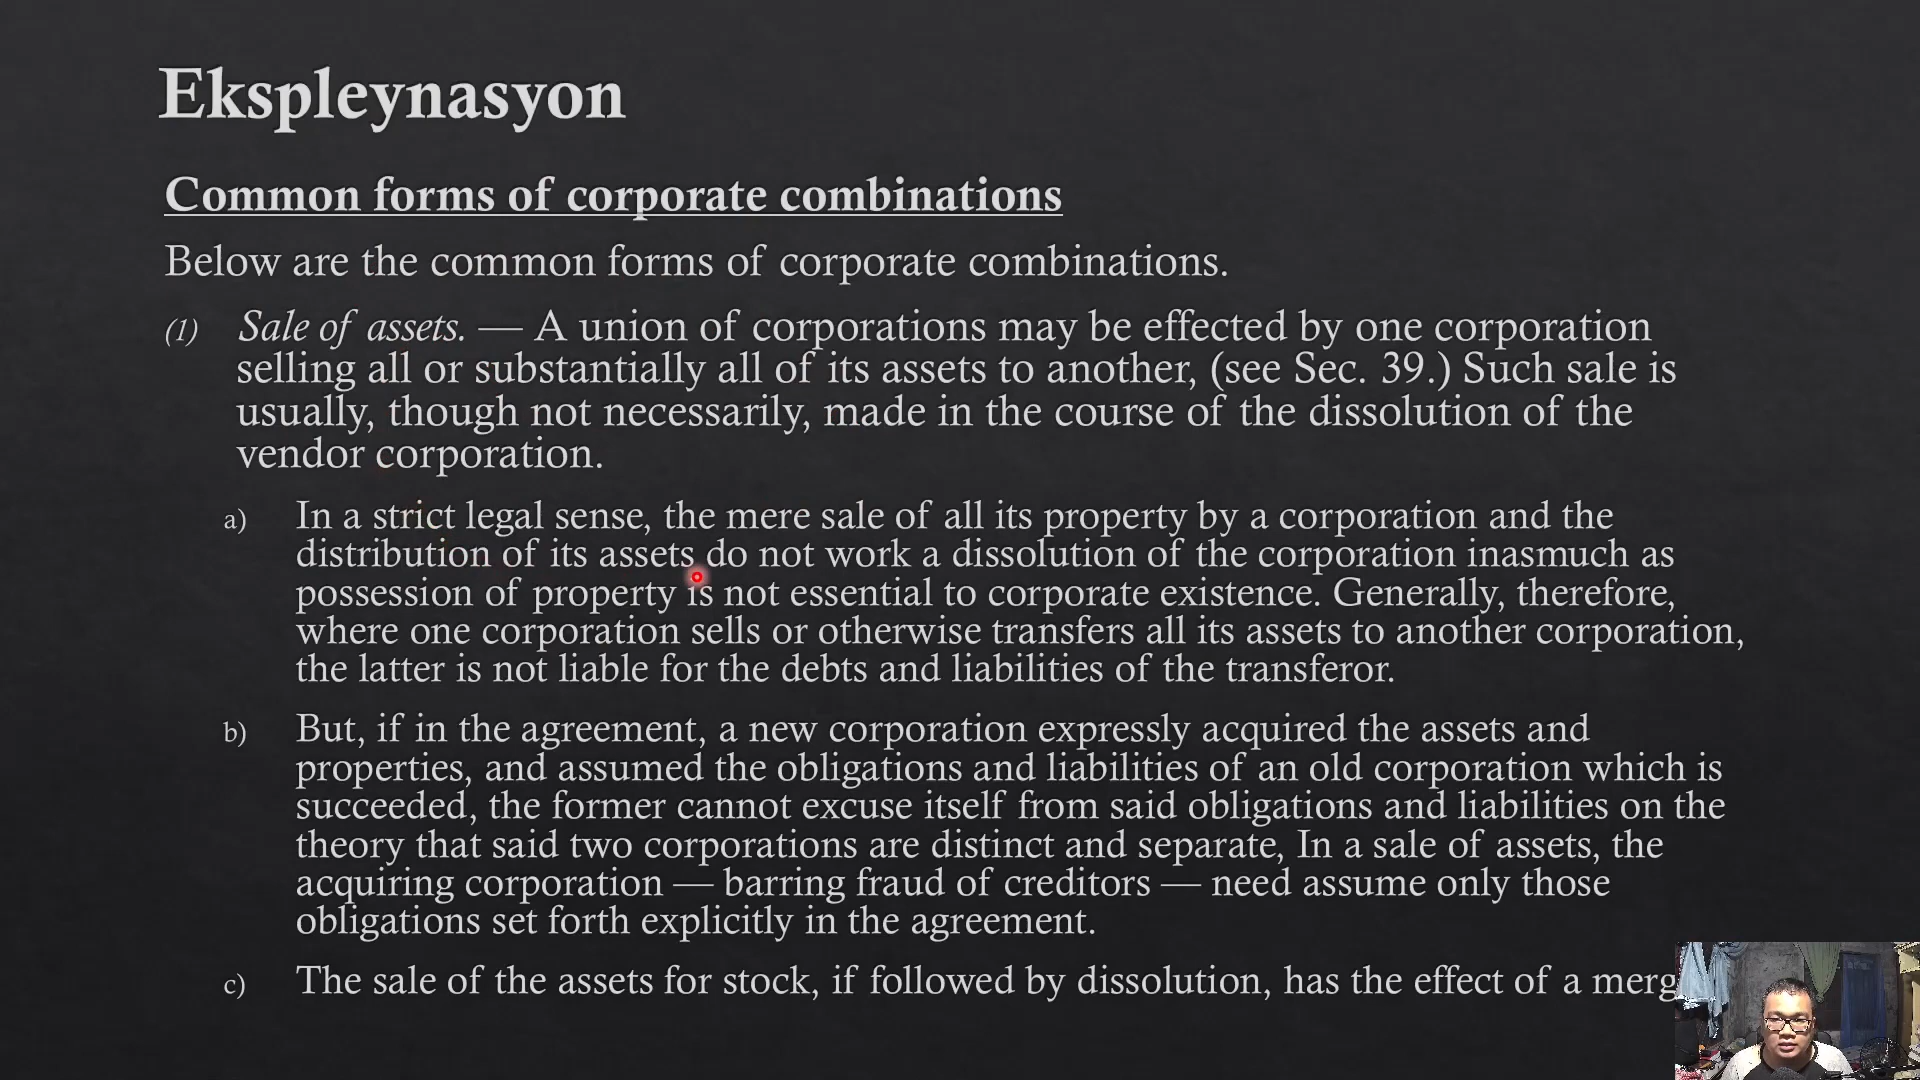 Ekspleynasyon
Common forms of corporate combinations
Below are the common forms of corporate combinations.
(1) Sale of assets. — A union of corporations may be effected by one corporation
selling all or substantially all of its assets to another, (see Sec. 39.) Such sale is
usually, though not necessarily, made in the course of the dissolution of the
vendor corporation.
a) In a strict legal sense, the mere sale of all its property by a corporation and the
distribution of its assets do not work a dissolution of the corporation inasmuch as
possession of property is not essential to corporate existence. Generally, therefore,
where one corporation sells or otherwise transfers all its assets to another corporation,
the latter is not liable for the debts and liabilities of the transferor.
b) But, if in the agreement, a new corporation expressly acquired the assets and
properties, and assumed the obligations and liabilities of an old corporation which is
succeeded, the former cannot excuse itself from said obligations and liabilities on the
theory that said two corporations are distinct and separate, In a sale of assets, the
acquiring corporation — barring fraud of creditors — need assume only those
obligations set forth explicitly in the agreement.
c) The sale of the assets for stock, if followed by dissolution, has the effect of a merg